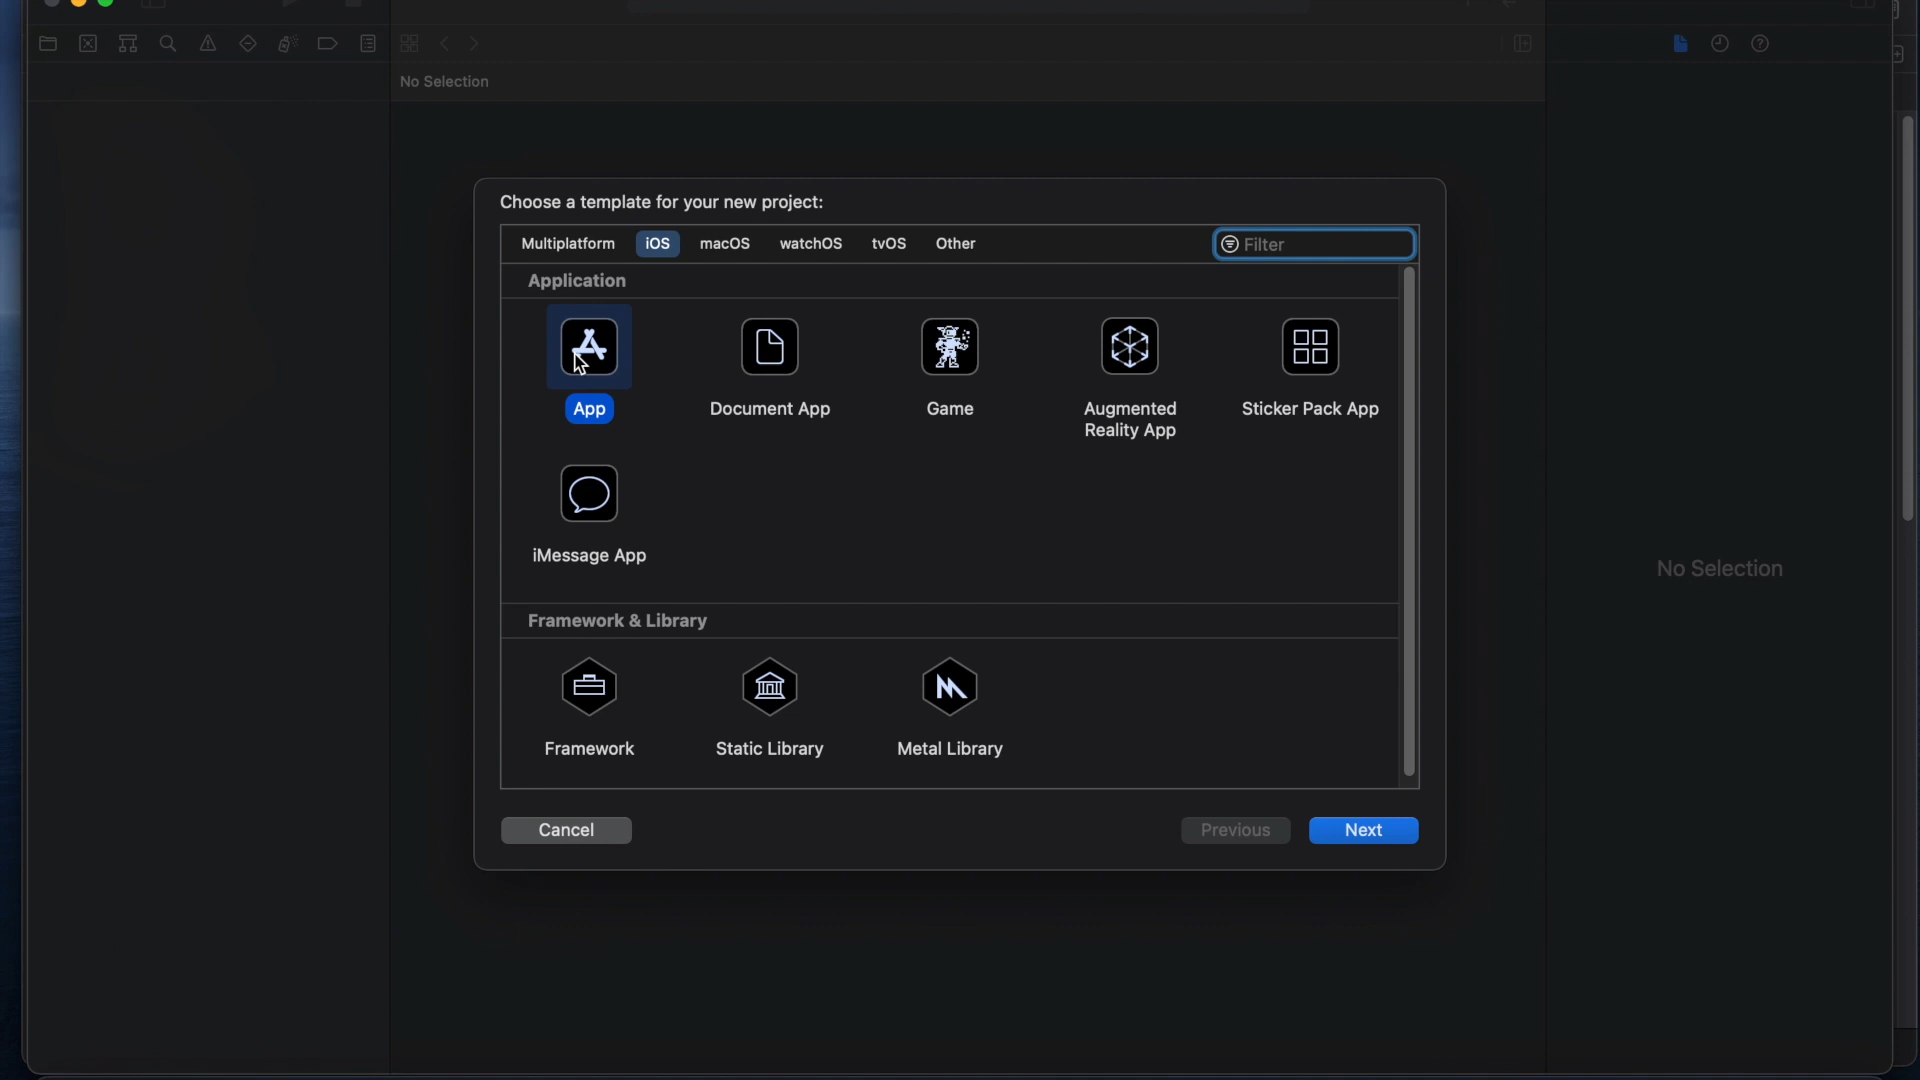 No Selection
Choose a template for your new project:
Multiplatform iOS macOS watchOS tvOS Other Filter
Application
App Document App Game Augmented Reality App Sticker Pack App
iMessage App
Framework & Library
Framework Static Library Metal Library
Cancel Previous Next
No Selection